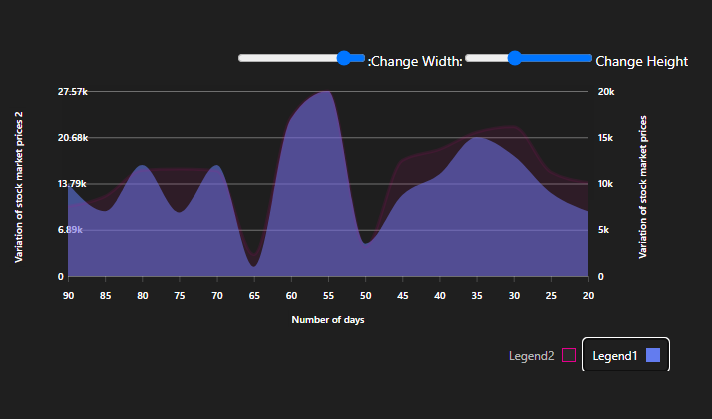 :Change Width: Change Height
27.57k
20.68k
13.79k
6.89k
0
Variation of stock market prices 2
20k
15k
10k
5k
0
Variation of stock market prices
90 85 80 75 70 65 60 55 50 45 40 35 30 25 20
Number of days
Legend2 Legend1